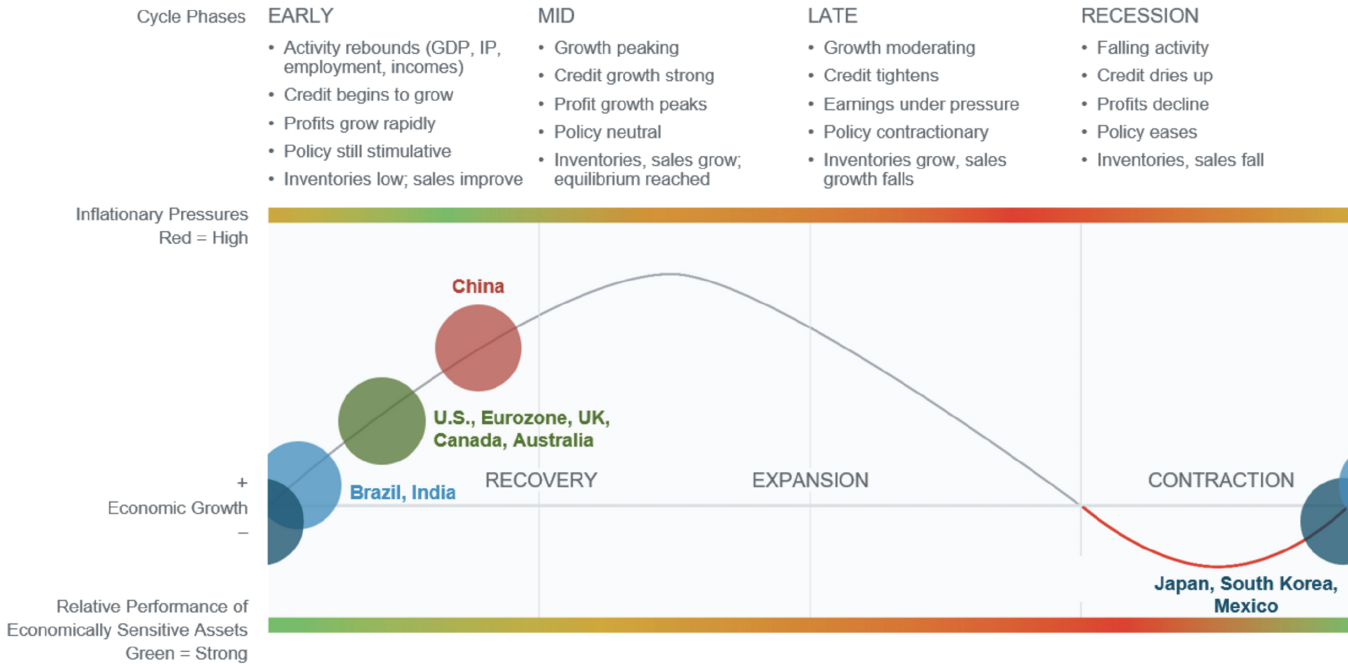 Cycle Phases
EARLY
• Activity rebounds (GDP, IP,
employment, incomes)
• Credit begins to grow
• Profits grow rapidly
• Policy still stimulative
• Inventories low; sales improve
MID
• Growth peaking
• Credit growth strong
• Profit growth peaks
• Policy neutral
• Inventories, sales grow;
equilibrium reached
LATE
• Growth moderating
• Credit tightens
• Earnings under pressure
• Policy contractionary
• Inventories grow, sales
growth falls
RECESSION
• Falling activity
• Credit dries up
• Profits decline
• Policy eases
• Inventories, sales fall
Inflationary Pressures
Red = High
China
U.S., Eurozone, UK,
Canada, Australia
Brazil, India
RECOVERY
EXPANSION
CONTRACTION
+
Economic Growth
–
Japan, South Korea,
Mexico
Relative Performance of
Economically Sensitive Assets
Green = Strong